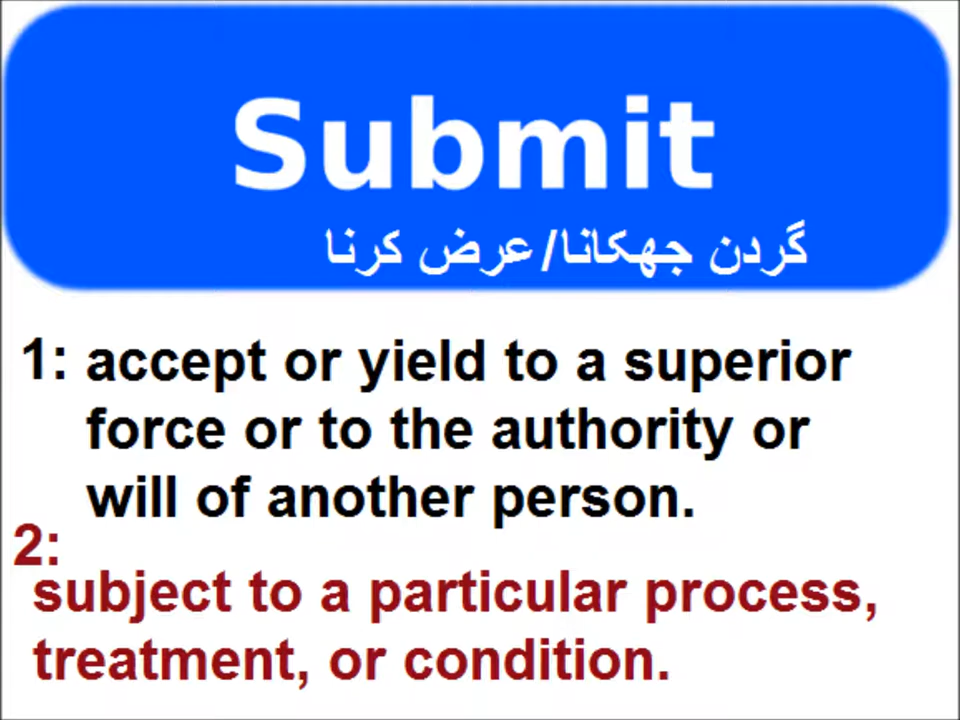 Submit
گردن جھکانا/عرض کرنا
1: accept or yield to a superior
force or to the authority or
will of another person.
2:
subject to a particular process,
treatment, or condition.